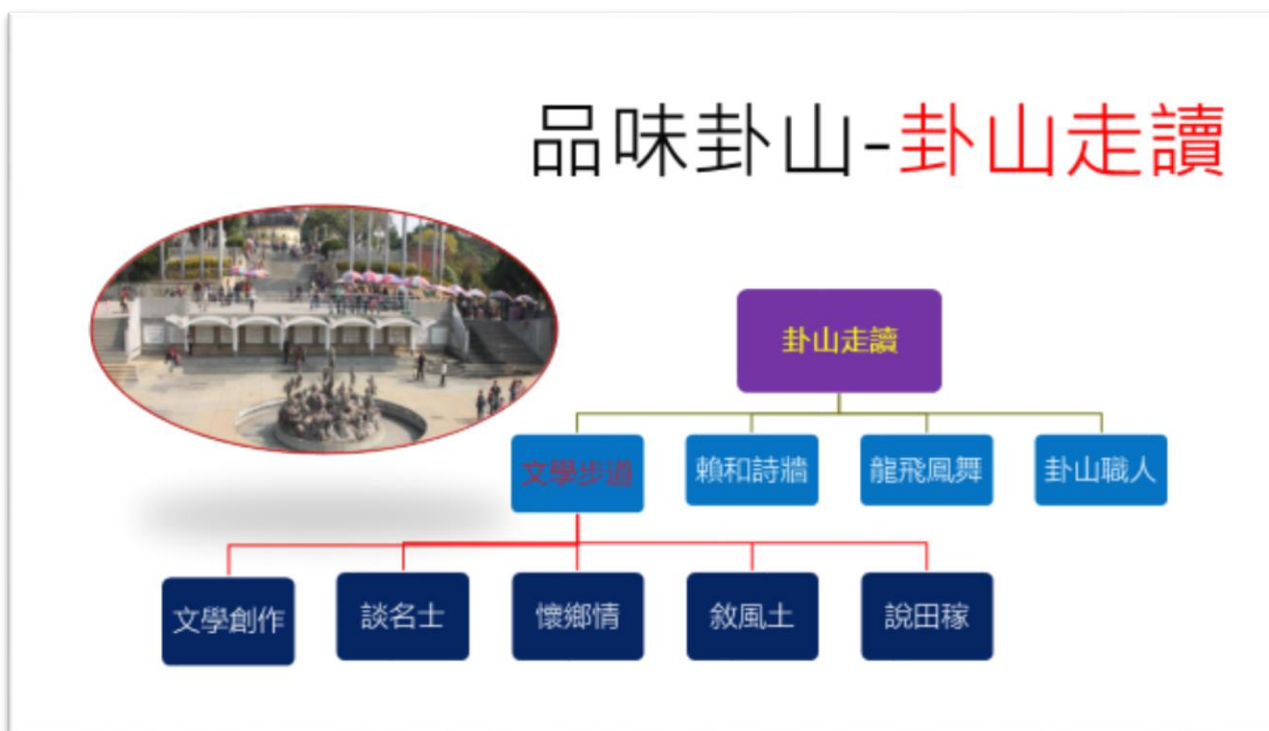 品味卦山-卦山走讀
卦山走讀
文學步道
賴和詩牆
龍飛鳳舞
卦山職人
文學創作
談名士
懷鄉情
敘風土
說田稼